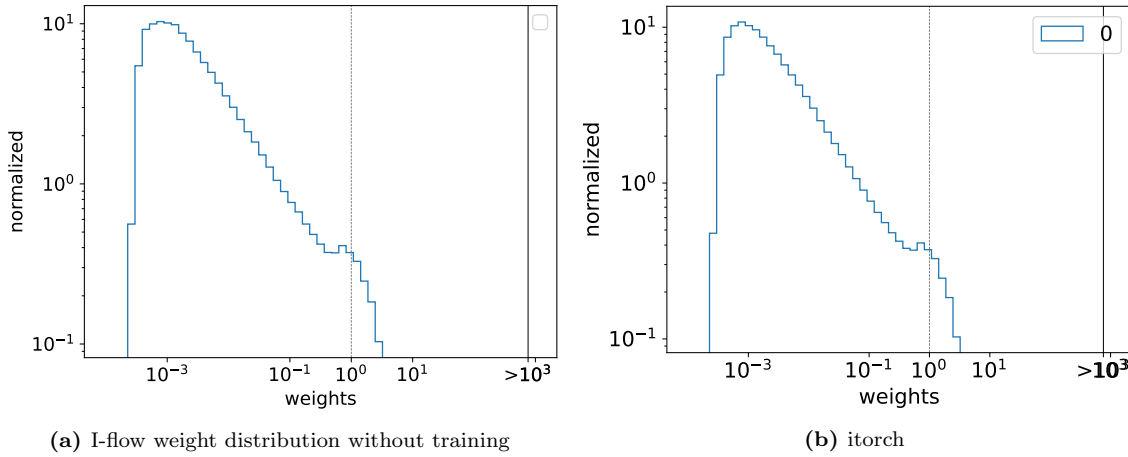 10¹
10⁰
10⁻¹
normalized
10⁻³
10⁻¹
10⁰
10¹
>10³
weights
(a) I-flow weight distribution without training
0
10¹
10⁰
10⁻¹
normalized
10⁻³
10⁻¹
10⁰
10¹
>10³
weights
(b) itorch